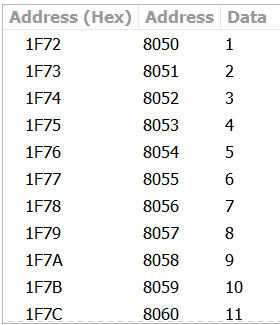 Address (Hex) Address Data
1F72 8050 1
1F73 8051 2
1F74 8052 3
1F75 8053 4
1F76 8054 5
1F77 8055 6
1F78 8056 7
1F79 8057 8
1F7A 8058 9
1F7B 8059 10
1F7C 8060 11